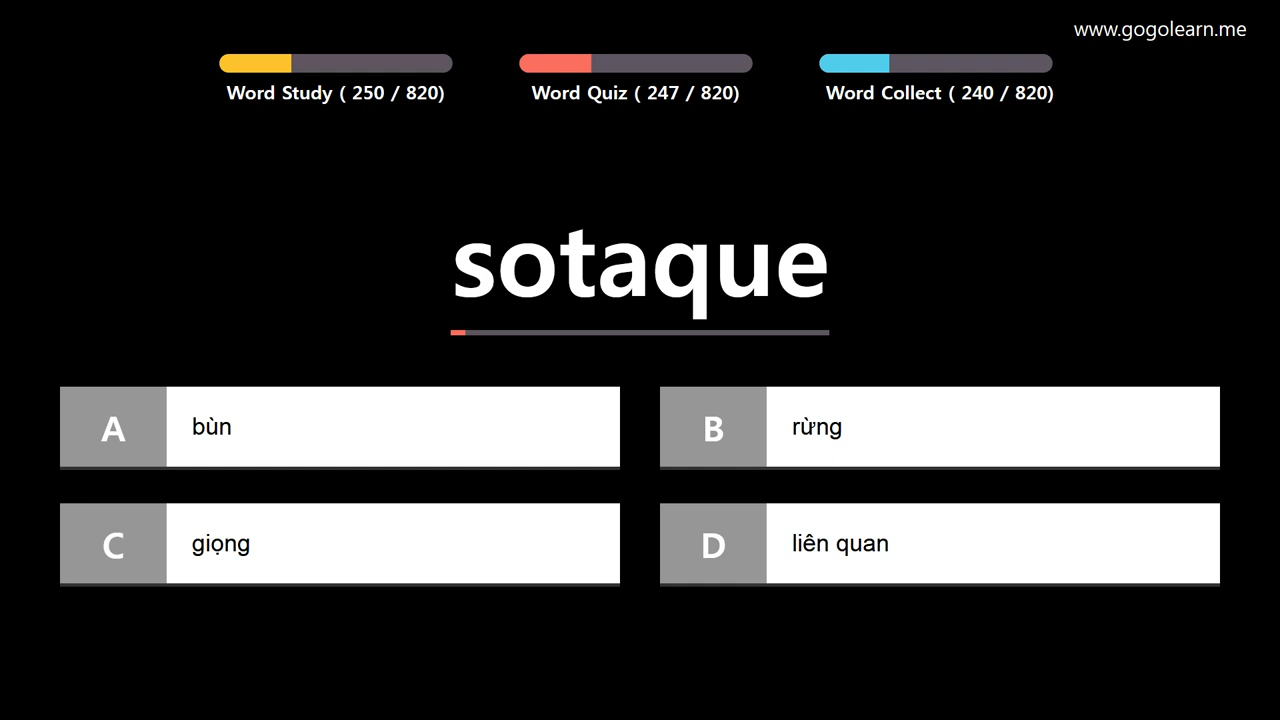 www.gogolearn.me
Word Study ( 250 / 820)
Word Quiz ( 247 / 820)
Word Collect ( 240 / 820)
sotaque
A
bùn
B
rừng
C
giọng
D
liên quan